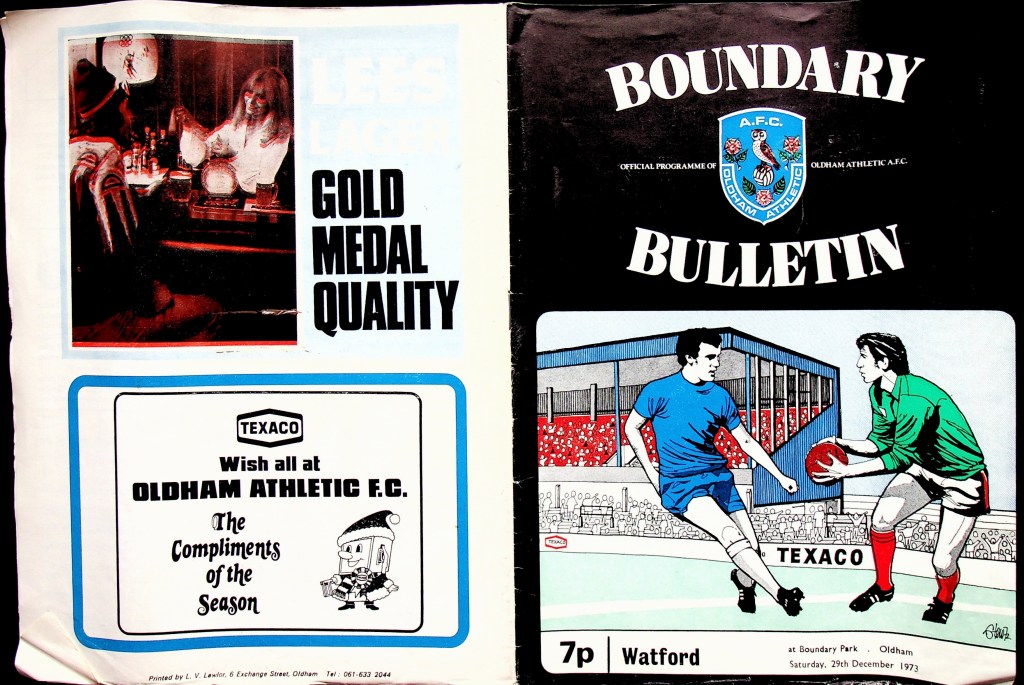 LEES
LAGER
GOLD
MEDAL
QUALITY
TEXACO
Wish all at
OLDHAM ATHLETIC F.C.
The
Compliments
of the
Season
Printed by L. V. Lawlor, 6 Exchange Street, Oldham Tel : 061-633 2044
BOUNDARY
A.F.C.
OFFICIAL PROGRAMME OF
OLDHAM ATHLETIC A.F.C.
OLDHAM ATHLETIC
BULLETIN
TEXACO
TEXACO
7p
Watford
at Boundary Park . Oldham
Saturday, 29th December 1973